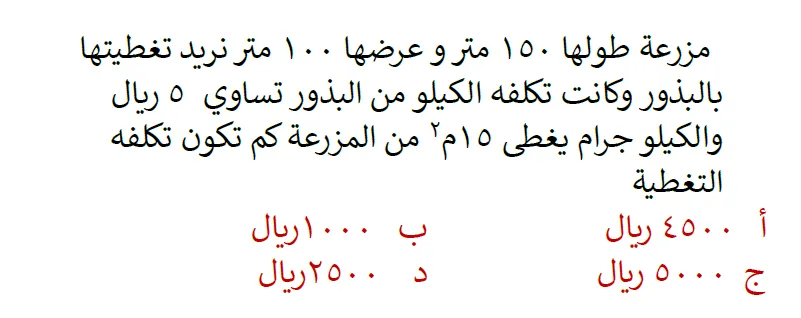 مزرعة طولها ١٥٠ متر و عرضها ١٠٠ متر نريد تغطيتها
بالبذور وكانت تكلفه الكيلو من البذور تساوي ٥ ريال
والكيلو جرام يغطى ١٥م٢ من المزرعة كم تكون تكلفه
التغطية
أ ٤٥٠٠ ريال ب ١٠٠٠ريال
ج ٥٠٠٠ ريال د ٢٥٠٠ريال